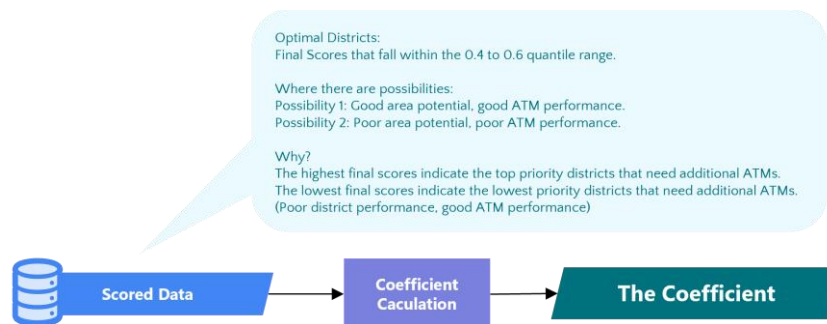 Optimal Districts:
Final Scores that fall within the 0.4 to 0.6 quantile range.
Where there are possibilities:
Possibility 1: Good area potential, good ATM performance.
Possibility 2: Poor area potential, poor ATM performance.
Why?
The highest final scores indicate the top priority districts that need additional ATMs.
The lowest final scores indicate the lowest priority districts that need additional ATMs.
(Poor district performance, good ATM performance)
Scored Data
Coefficient
Caculation
The Coefficient